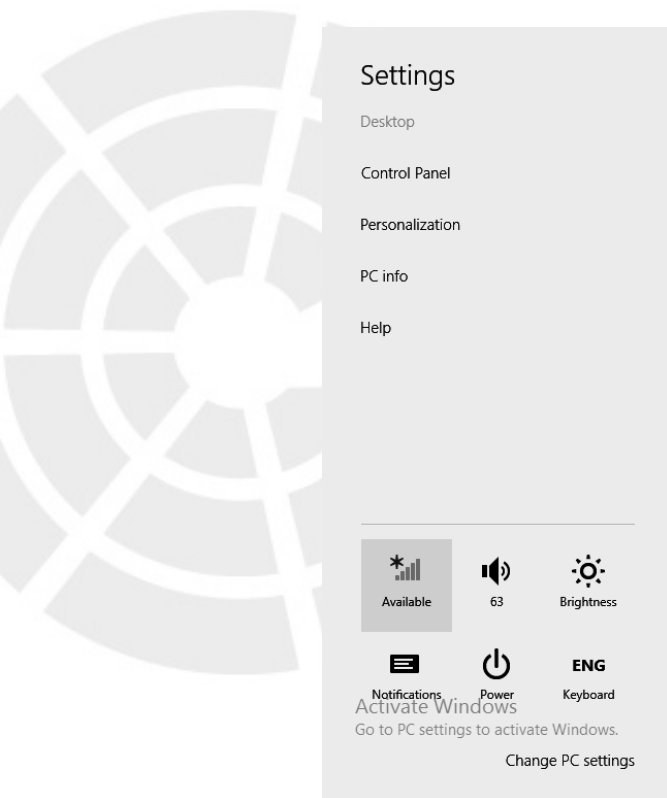 Settings
Desktop
Control Panel
Personalization
PC info
Help
Available
63
Brightness
ENG
Notifications
Power
Keyboard
Activate Windows
Go to PC settings to activate Windows.
Change PC settings